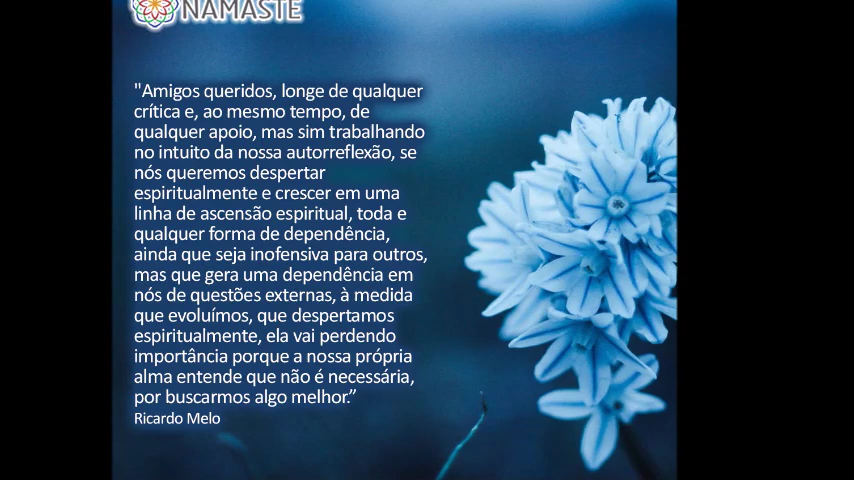 NAMASTE
"Amigos queridos, longe de qualquer
crítica e, ao mesmo tempo, de
qualquer apoio, mas sim trabalhando
no intuito da nossa autorreflexão, se
nós queremos despertar
espiritualmente e crescer em uma
linha de ascensão espiritual, toda e
qualquer forma de dependência,
ainda que seja inofensiva para outros,
mas que gera uma dependência em
nós de questões externas, à medida
que evoluímos, que despertamos
espiritualmente, ela vai perdendo
importância porque a nossa própria
alma entende que não é necessária,
por buscarmos algo melhor.”
Ricardo Melo